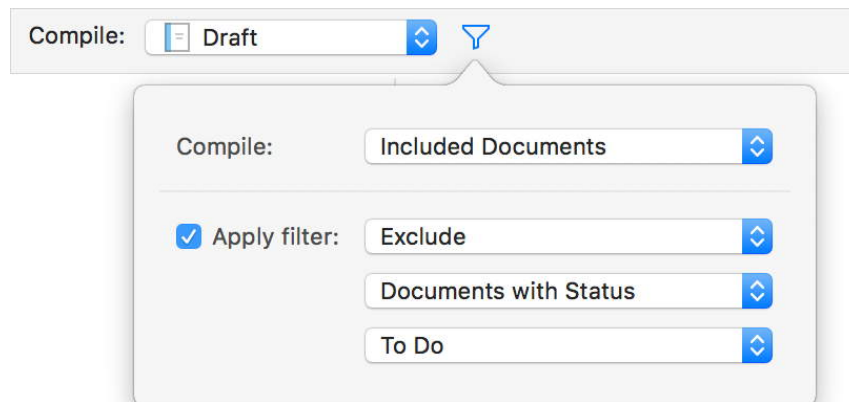 Compile: Draft
Compile: Included Documents
Apply filter: Exclude
Documents with Status
To Do